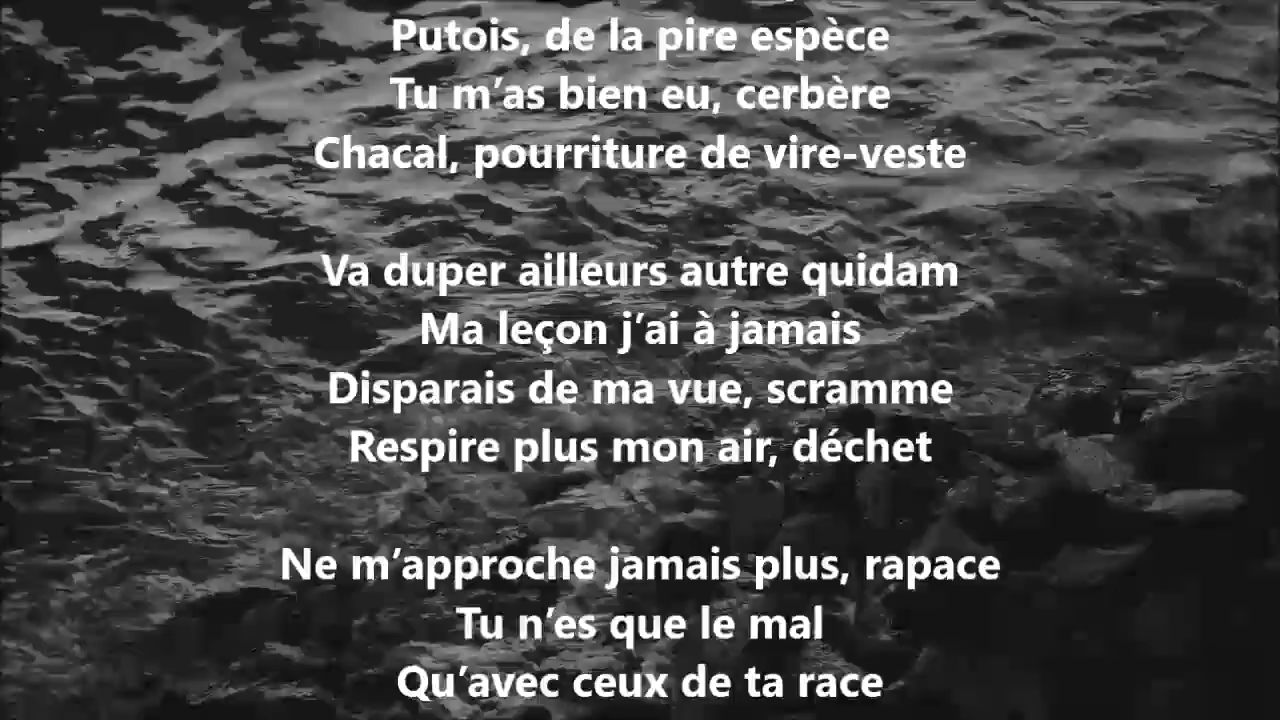 Putois, de la pire espèce
Tu m’as bien eu, cerbère
Chacal, pourriture de vire-veste
Va duper ailleurs autre quidam
Ma leçon j’ai à jamais
Disparais de ma vue, scramme
Respire plus mon air, déchet
Ne m’approche jamais plus, rapace
Tu n’es que le mal
Qu’avec ceux de ta race